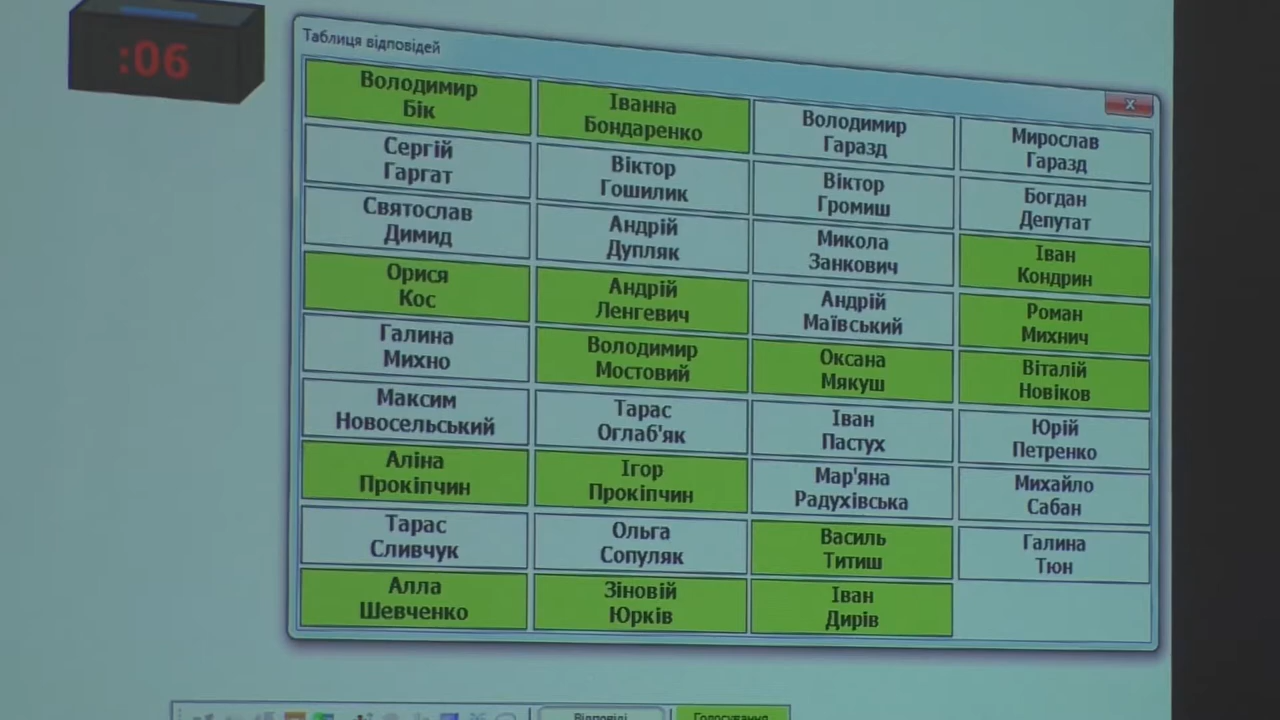 :06
Таблиця відповідей
x
Володимир
Бік
Іванна
Бондаренко
Володимир
Гаразд
Мирослав
Гаразд
Сергій
Гаргат
Віктор
Гошилик
Віктор
Громиш
Богдан
Депутат
Святослав
Димид
Андрій
Дупляк
Микола
Занкович
Іван
Кондрин
Орися
Кос
Андрій
Ленгевич
Андрій
Маївський
Роман
Михнич
Галина
Михно
Володимир
Мостовий
Оксана
Мякуш
Віталій
Новіков
Максим
Новосельський
Тарас
Оглаб'як
Іван
Пастух
Юрій
Петренко
Аліна
Прокіпчин
Ігор
Прокіпчин
Мар'яна
Радухівська
Михайло
Сабан
Тарас
Сливчук
Ольга
Сопуляк
Василь
Титиш
Галина
Тюн
Алла
Шевченко
Зіновій
Юрків
Іван
Дирів
Відповіді
Голосування